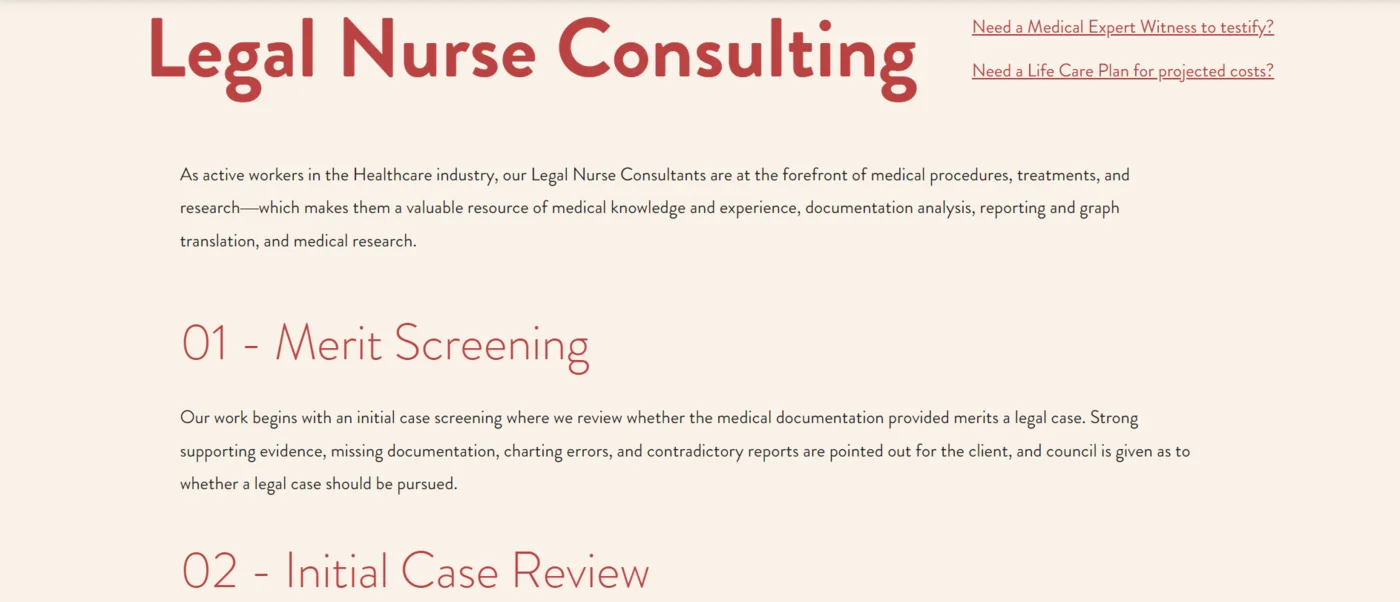 Legal Nurse Consulting
Need a Medical Expert Witness to testify?
Need a Life Care Plan for projected costs?
As active workers in the Healthcare industry, our Legal Nurse Consultants are at the forefront of medical procedures, treatments, and
research—which makes them a valuable resource of medical knowledge and experience, documentation analysis, reporting and graph
translation, and medical research.
01 - Merit Screening
Our work begins with an initial case screening where we review whether the medical documentation provided merits a legal case. Strong
supporting evidence, missing documentation, charting errors, and contradictory reports are pointed out for the client, and council is given as to
whether a legal case should be pursued.
02 - Initial Case Review